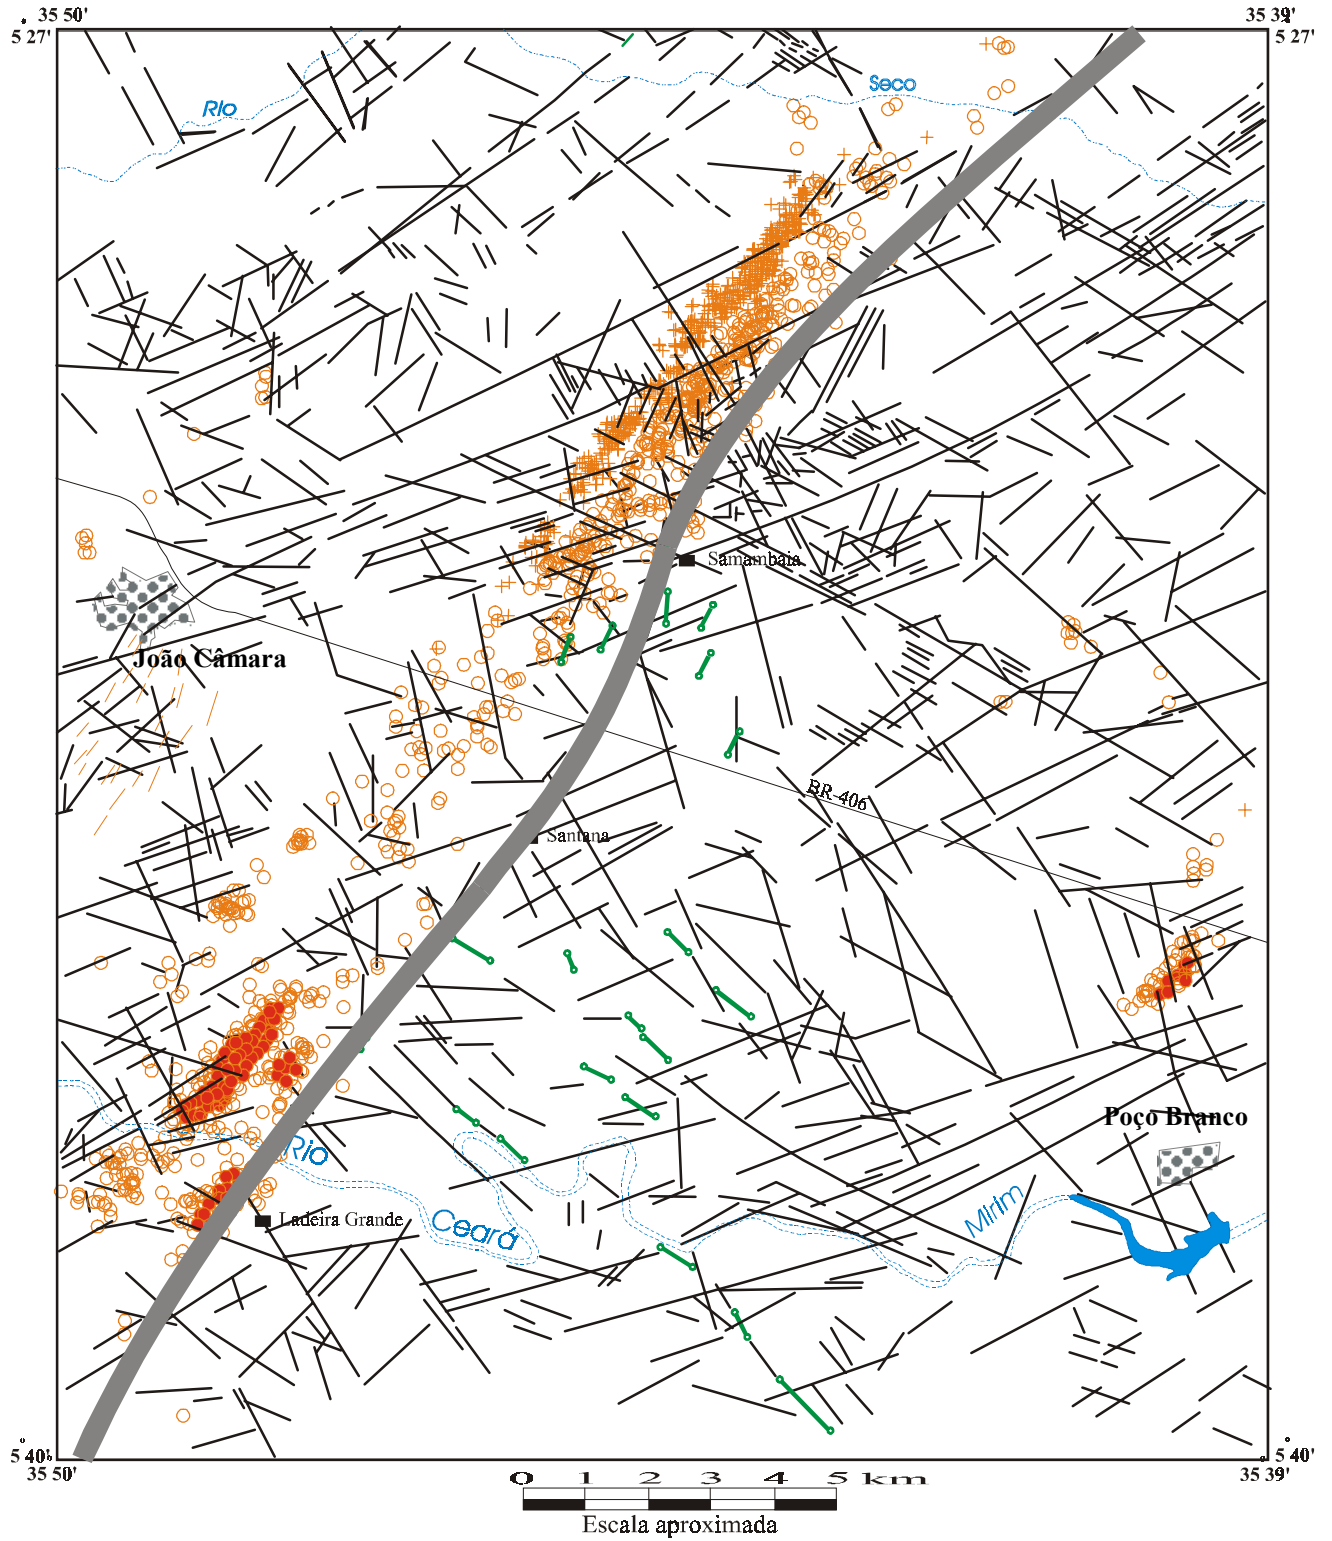 35 50'
35 39'
5 27'
5 27'
Seco
Rio
Samambaia
João Câmara
BR-406
Santana
Poço Branco
Rio
Ladeira Grande
Ceará
Mirim
5 40'
5 40'
35 50'
35 39'
0 1 2 3 4 5 km
Escala aproximada